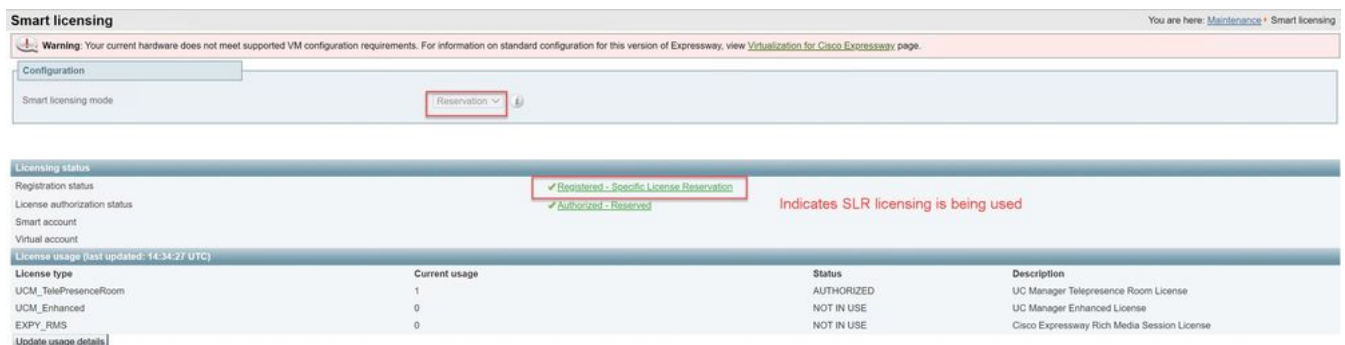 Smart licensing
You are here: Maintenance Smart licensing
Warning: Your current hardware does not meet supported VM configuration requirements. For information on standard configuration for this version of Expressway, view Virtualization for Cisco Expressway page.
Configuration
Smart licensing mode Reservation
Licensing status
Registration status Registered - Specific License Reservation
License authorization status Authorized - Reserved Indicates SLR licensing is being used
Smart account
Virtual account
License usage (last updated: 14:34:27 UTC)
License type Current usage Status Description
UCM_TelePresenceRoom 1 AUTHORIZED UC Manager Telepresence Room License
UCM_Enhanced 0 NOT IN USE UC Manager Enhanced License
EXPY_RMS 0 NOT IN USE Cisco Expressway Rich Media Session License
Update usage details